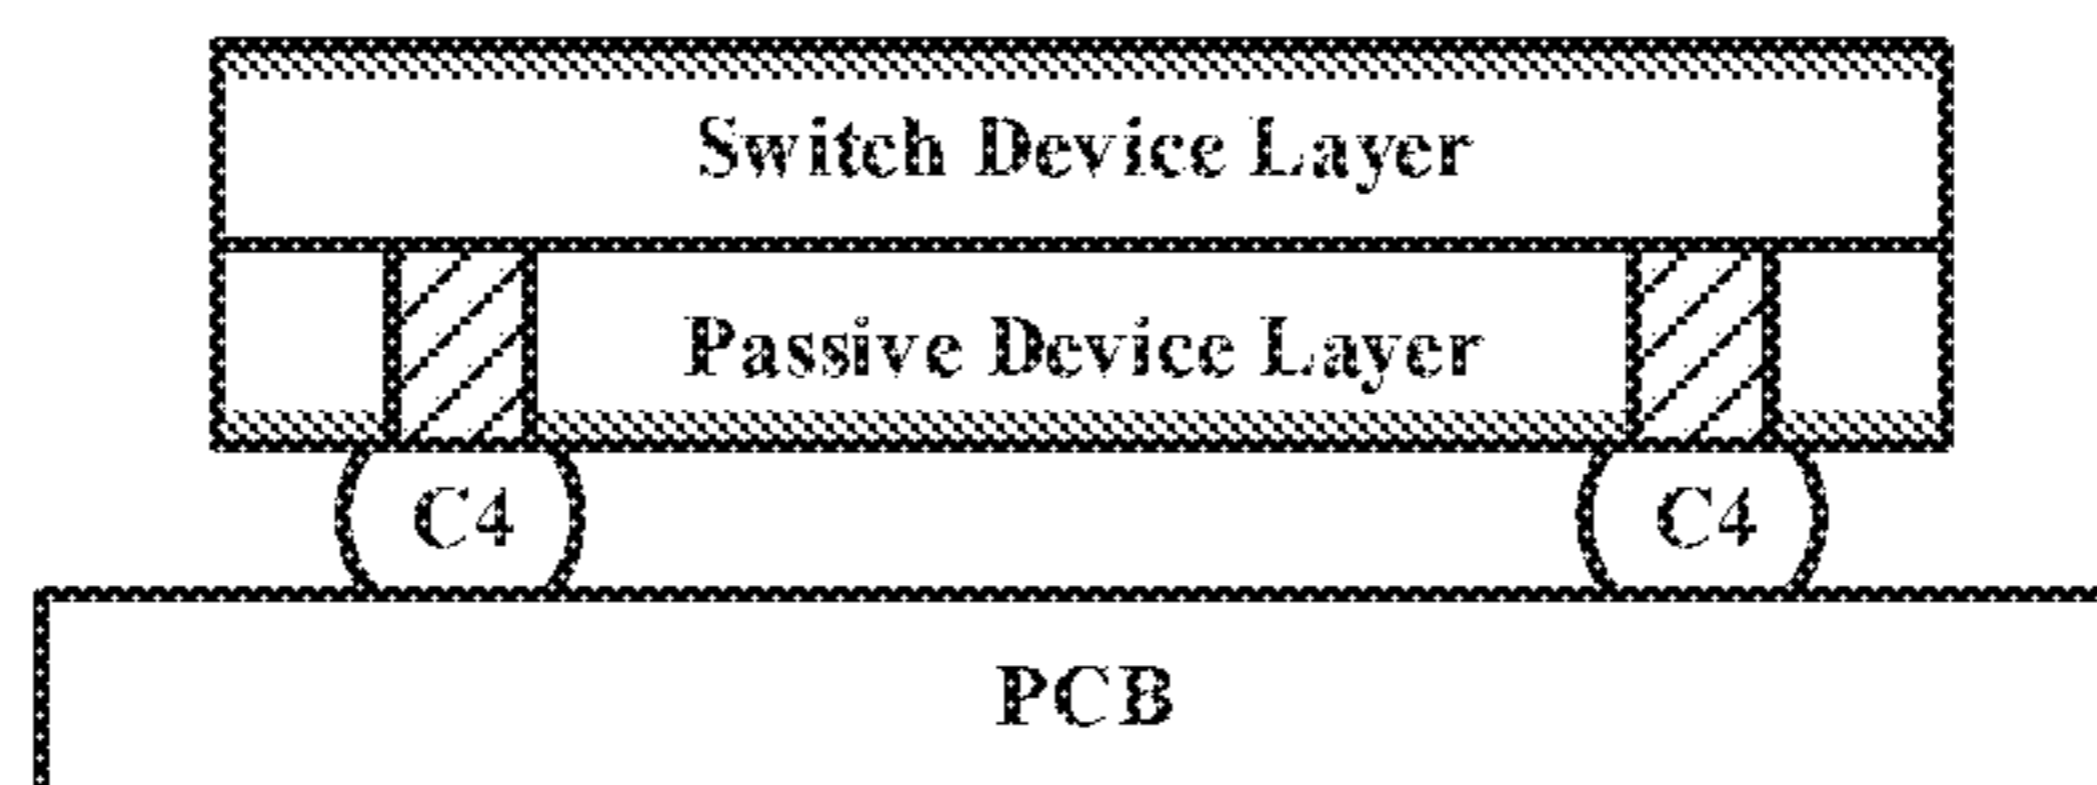 Switch Device Layer
Passive Device Layer
C4 C4
PCB